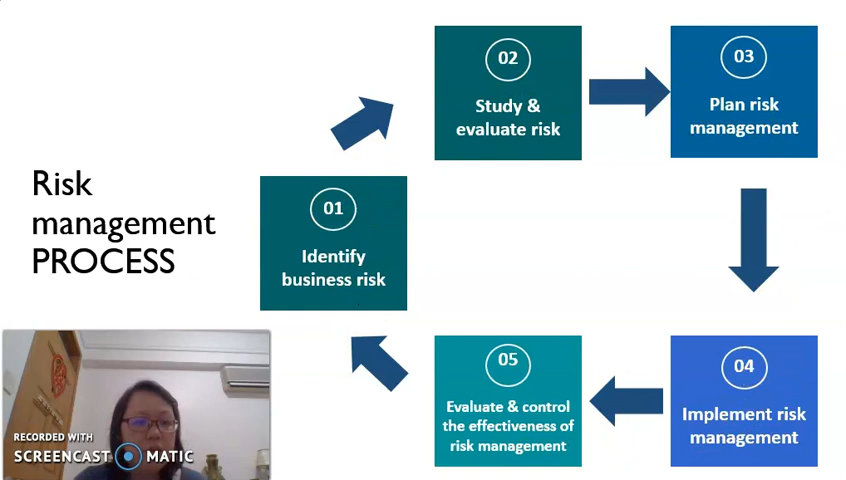 Risk
management
PROCESS
01
Identify
business risk
02
Study &
evaluate risk
03
Plan risk
management
04
Implement risk
management
05
Evaluate & control
the effectiveness of
risk management
RECORDED WITH
SCREENCAST MATIC